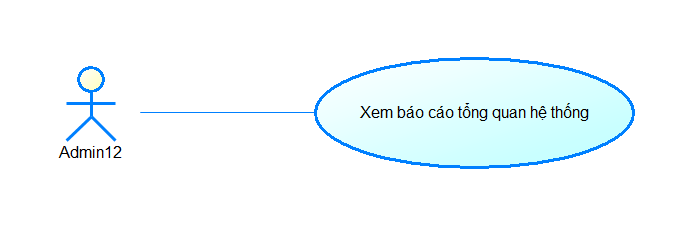 Xem báo cáo tổng quan hệ thống
Admin12